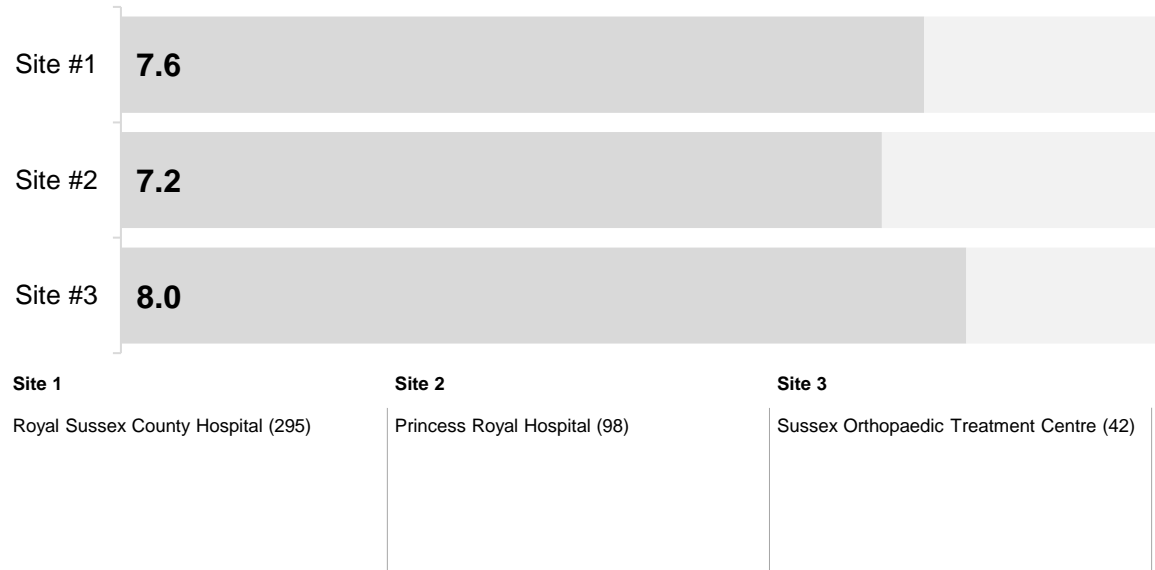 Site #1 7.6
Site #2 7.2
Site #3 8.0
Site 1 Site 2 Site 3
Royal Sussex County Hospital (295) Princess Royal Hospital (98) Sussex Orthopaedic Treatment Centre (42)